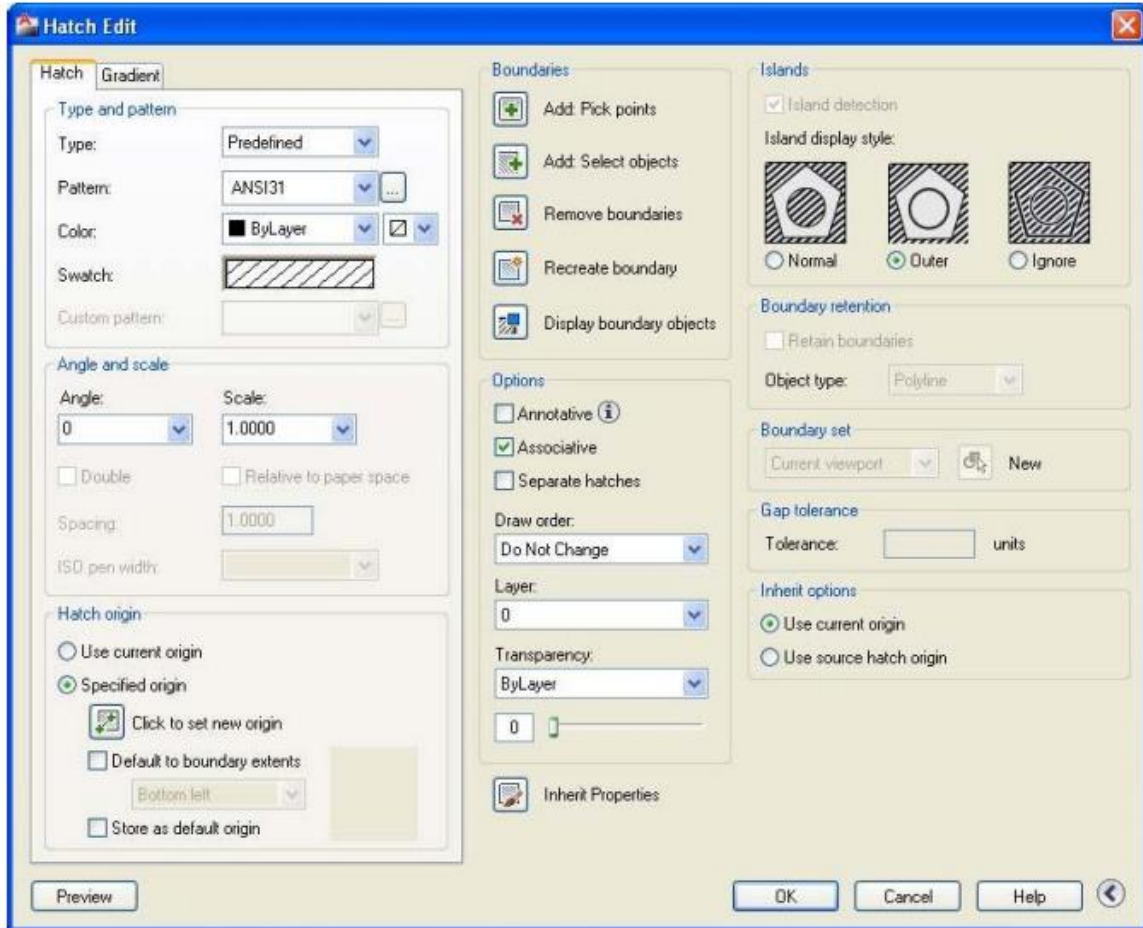 Hatch Edit
Hatch
Gradient
Type and pattern
Type:
Predefined
Pattern:
ANSI31
...
Color:
ByLayer
Swatch:
Custom pattern:
...
Angle and scale
Angle:
Scale:
0
1.0000
Double
Relative to paper space
Spacing:
1.0000
ISO pen width:
Hatch origin
Use current origin
Specified origin
Click to set new origin
Default to boundary extents
Bottom left
Store as default origin
Preview
Boundaries
Add: Pick points
Add: Select objects
Remove boundaries
Recreate boundary
Display boundary objects
Options
Annotative
Associative
Separate hatches
Draw order:
Do Not Change
Layer:
0
Transparency:
ByLayer
0
Inherit Properties
Islands
Island detection
Island display style:
Normal
Outer
Ignore
Boundary retention
Retain boundaries
Object type:
Polyline
Boundary set
Current viewport
New
Gap tolerance
Tolerance:
units
Inherit options
Use current origin
Use source hatch origin
OK
Cancel
Help